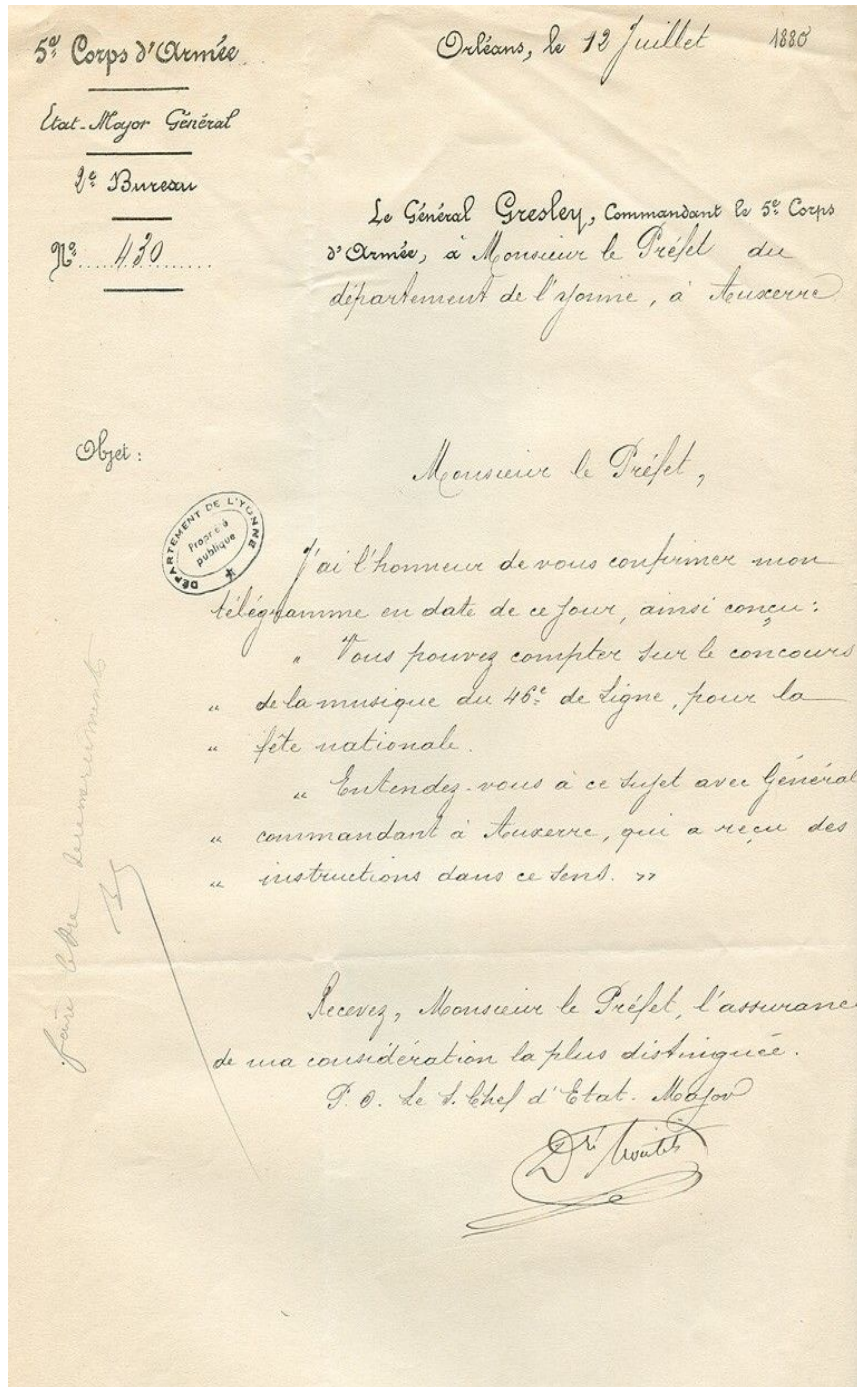 5e Corps d'Armée
Etat-Major Général
2e Bureau
No 430
Orléans, le 12 Juillet 1880
Le Général Gresley, Commandant le 5e Corps
d'Armée, à Monsieur le Préfet du
département de l'Yonne, à Auxerre
Objet :
Monsieur le Préfet,
DÉPARTEMENT DE L'YONNE
Propriété
publique
J'ai l'honneur de vous confirmer mon
télégramme en date de ce jour, ainsi conçu :
" Vous pouvez compter sur le concours
" de la musique du 46e de Ligne, pour la
" fête nationale.
" Entendez-vous à ce sujet avec Général
" commandant à Auxerre, qui a reçu des
" instructions dans ce sens. "
faire
Recevez, Monsieur le Préfet, l'assurance
de ma considération la plus distinguée.
P. O. Le S. Chef d'Etat-Major